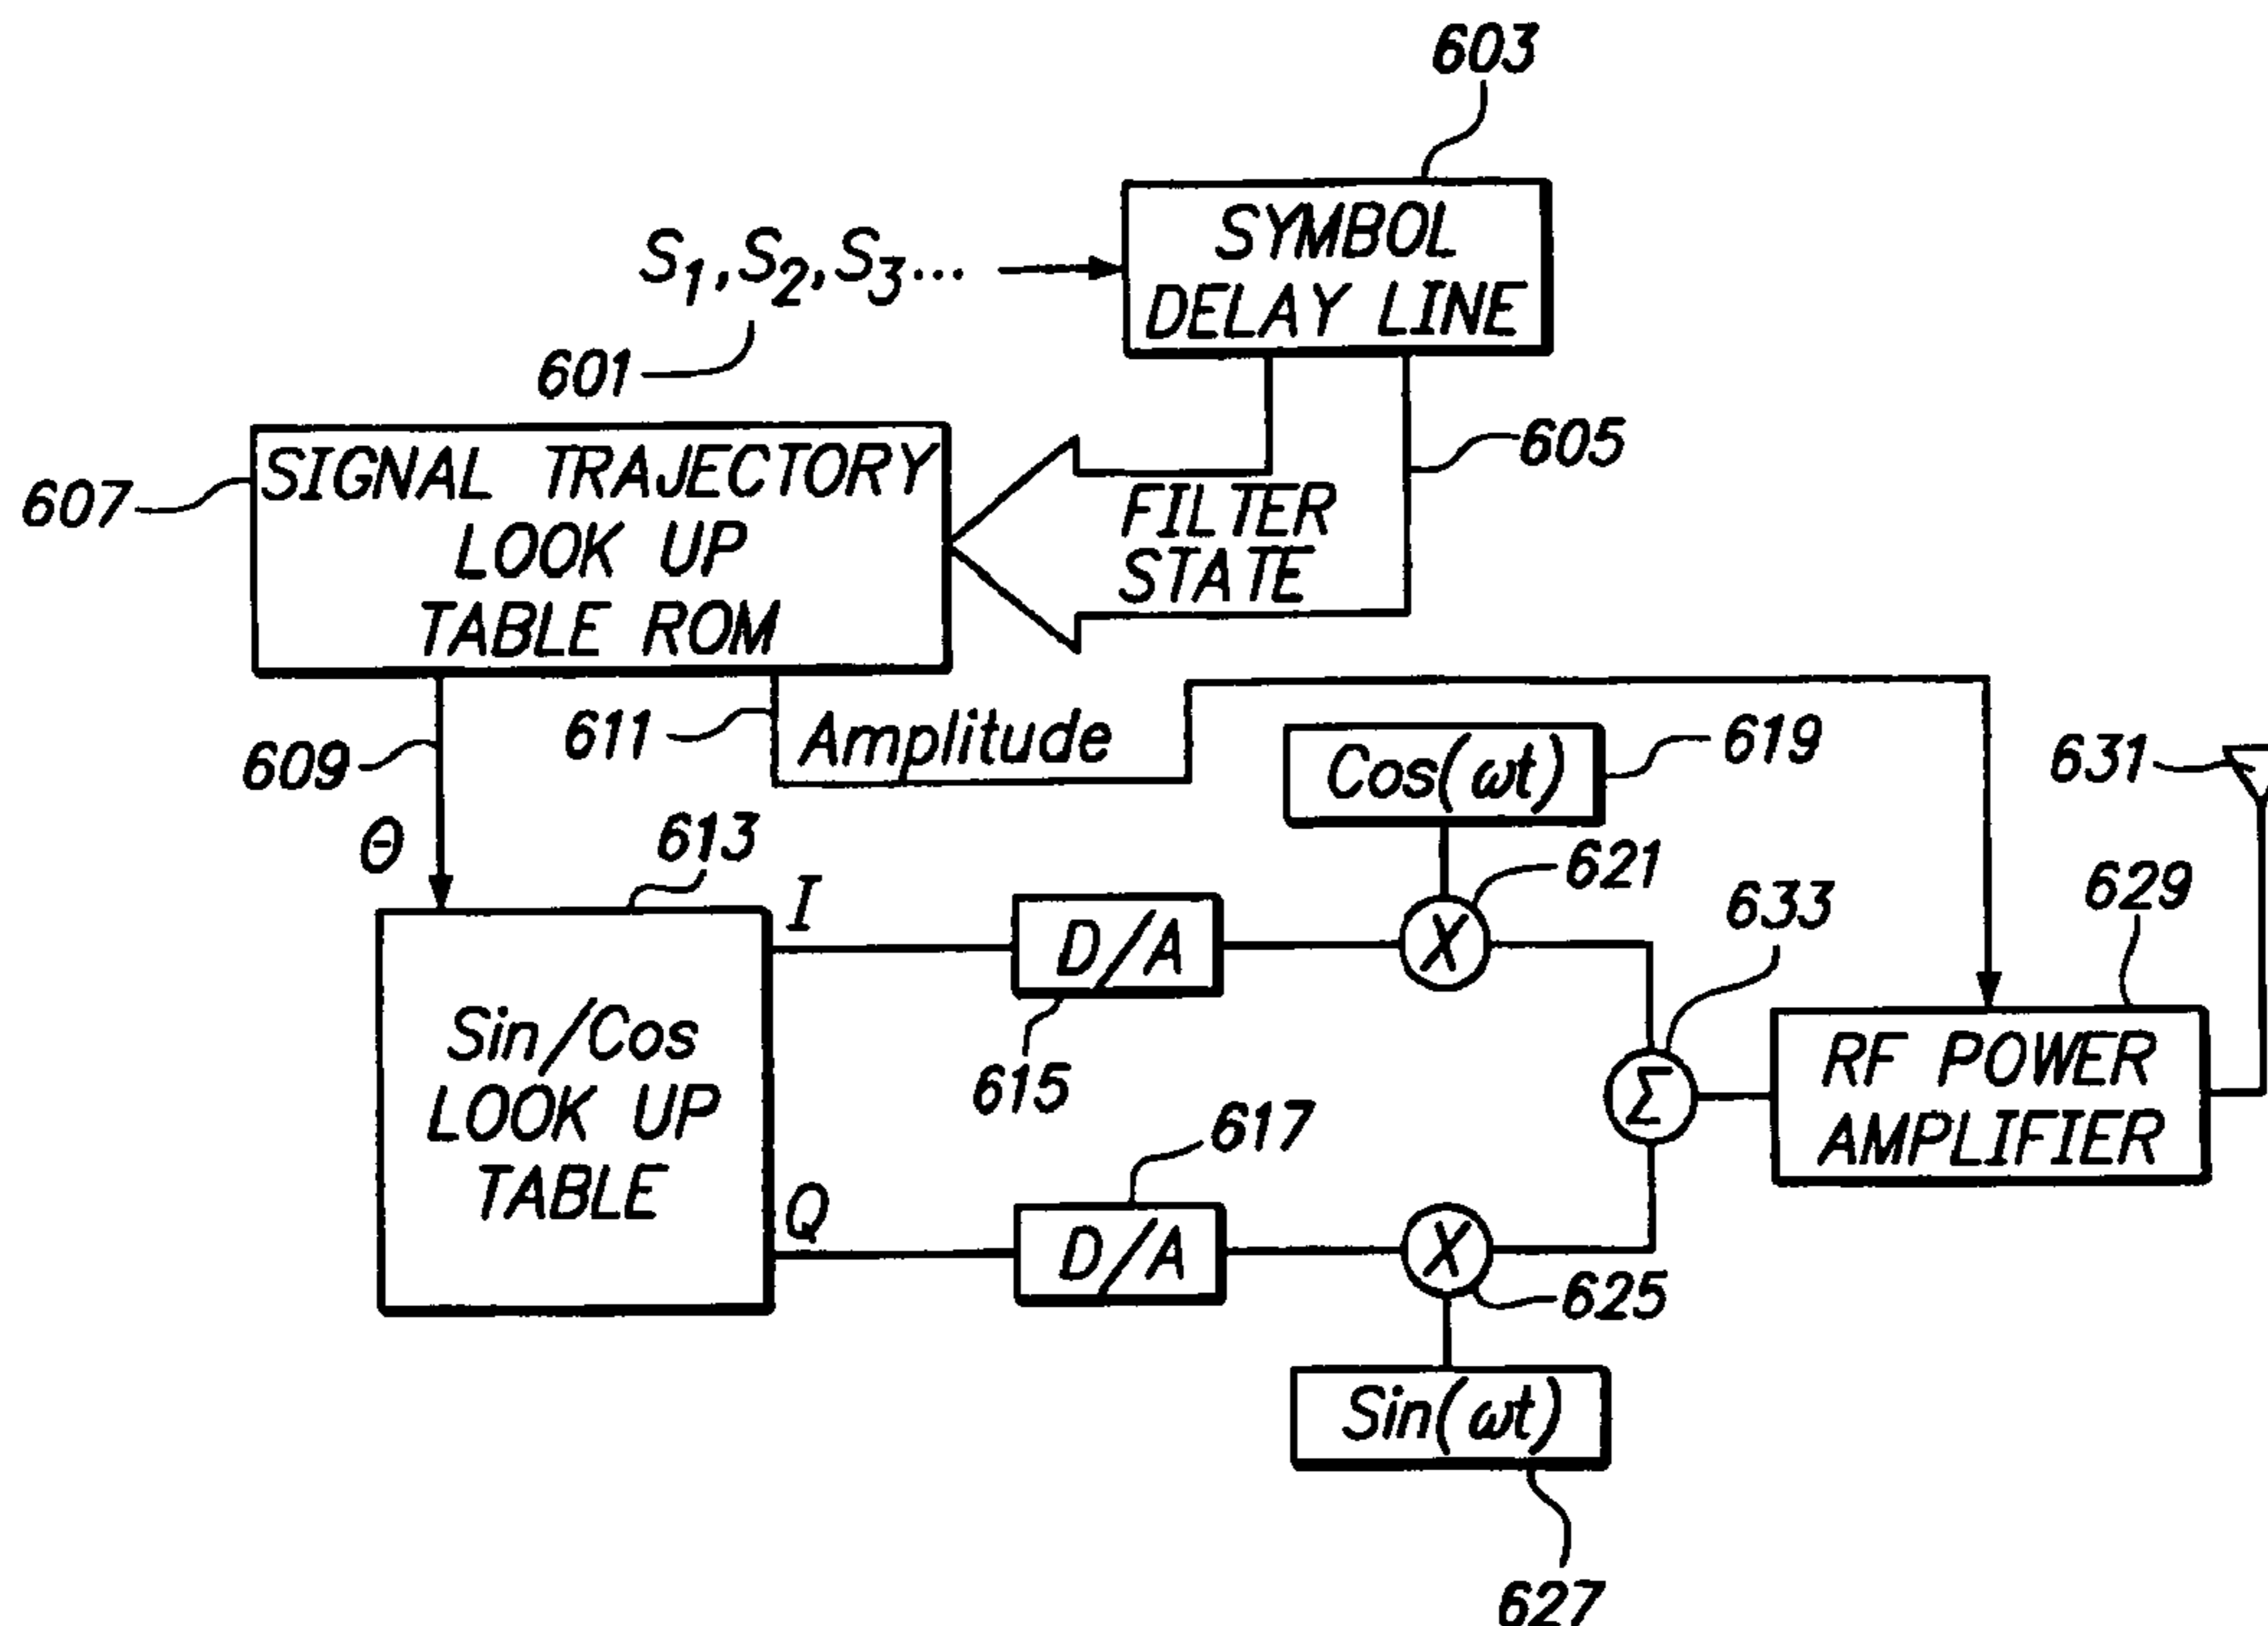 603
SYMBOL
DELAY LINE
S1, S2, S3...
601
605
607
SIGNAL TRAJECTORY
LOOK UP
TABLE ROM
FILTER
STATE
609
611
Amplitude
Cos(ωt)
619
631
Θ
613
I
D/A
615
X
621
633
629
Sin/Cos
LOOK UP
TABLE
Σ
RF POWER
AMPLIFIER
617
Q
D/A
X
625
Sin(ωt)
627